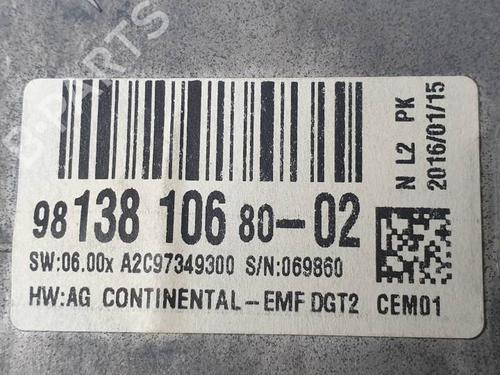 B-PARTS
N L2 PK
2016/01/15
98 138 106 80-02
SW:06.00x A2C97349300 S/N:069860
HW:AG CONTINENTAL-EMF DGT2 CEM01